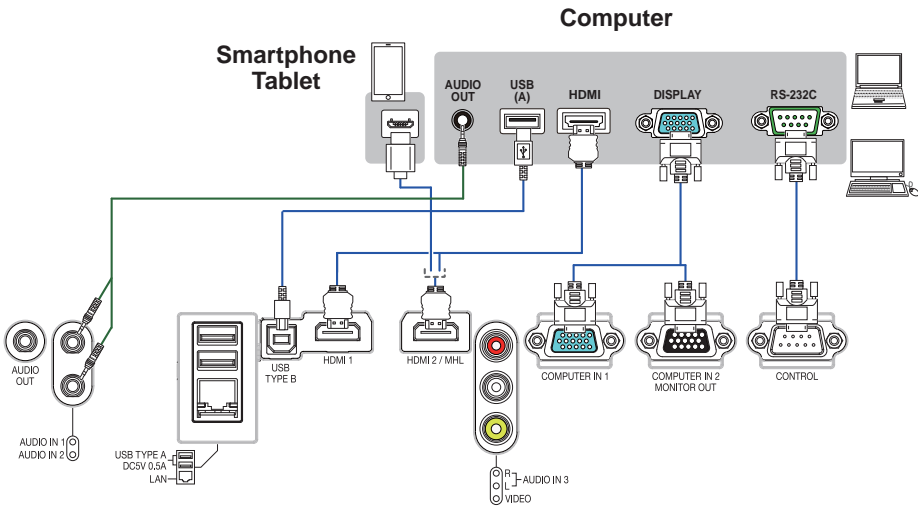 Computer
Smartphone
Tablet
AUDIO
OUT
USB
(A)
HDMI
DISPLAY
RS-232C
AUDIO
OUT
USB
TYPE B
HDMI 1
HDMI 2 / MHL
COMPUTER IN 1
COMPUTER IN 2
MONITOR OUT
CONTROL
AUDIO IN 1
AUDIO IN 2
USB TYPE A
DC5V 0.5A
LAN
R
L
AUDIO IN 3
VIDEO